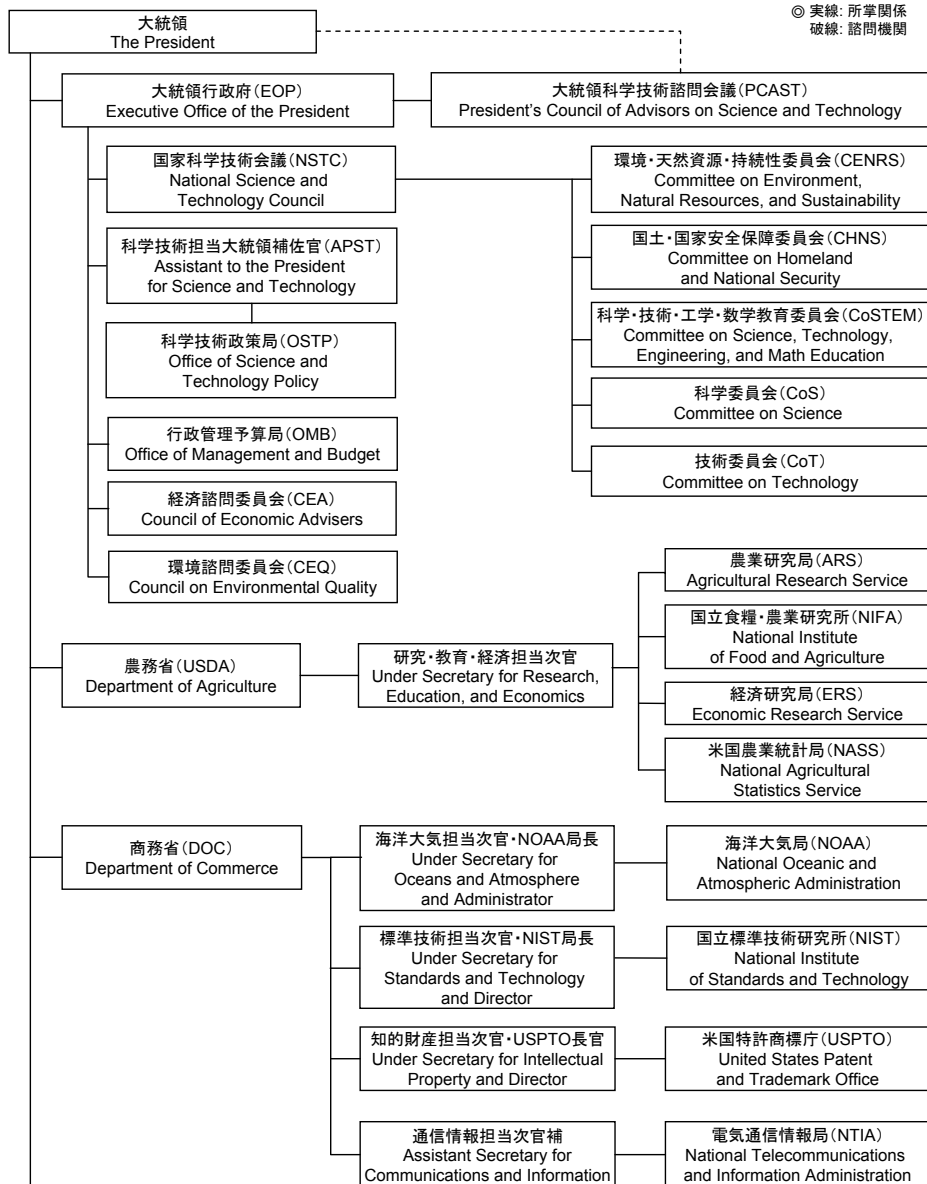 ◎ 実線: 所掌関係
破線: 諮問機関
大統領
The President
大統領行政府(EOP)
Executive Office of the President
大統領科学技術諮問会議(PCAST)
President's Council of Advisors on Science and Technology
国家科学技術会議(NSTC)
National Science and
Technology Council
環境・天然資源・持続性委員会(CENRS)
Committee on Environment,
Natural Resources, and Sustainability
科学技術担当大統領補佐官(APST)
Assistant to the President
for Science and Technology
国土・国家安全保障委員会(CHNS)
Committee on Homeland
and National Security
科学技術政策局(OSTP)
Office of Science and
Technology Policy
科学・技術・工学・数学教育委員会(CoSTEM)
Committee on Science, Technology,
Engineering, and Math Education
科学委員会(CoS)
Committee on Science
行政管理予算局(OMB)
Office of Management and Budget
技術委員会(CoT)
Committee on Technology
経済諮問委員会(CEA)
Council of Economic Advisers
環境諮問委員会(CEQ)
Council on Environmental Quality
農務省(USDA)
Department of Agriculture
研究・教育・経済担当次官
Under Secretary for Research,
Education, and Economics
農業研究局(ARS)
Agricultural Research Service
国立食糧・農業研究所(NIFA)
National Institute
of Food and Agriculture
経済研究局(ERS)
Economic Research Service
米国農業統計局(NASS)
National Agricultural
Statistics Service
商務省(DOC)
Department of Commerce
海洋大気担当次官・NOAA局長
Under Secretary for
Oceans and Atmosphere
and Administrator
海洋大気局(NOAA)
National Oceanic and
Atmospheric Administration
標準技術担当次官・NIST局長
Under Secretary for
Standards and Technology
and Director
国立標準技術研究所(NIST)
National Institute
of Standards and Technology
知的財産担当次官・USPTO長官
Under Secretary for Intellectual
Property and Director
米国特許商標庁(USPTO)
United States Patent
and Trademark Office
通信情報担当次官補
Assistant Secretary for
Communications and Information
電気通信情報局(NTIA)
National Telecommunications
and Information Administration